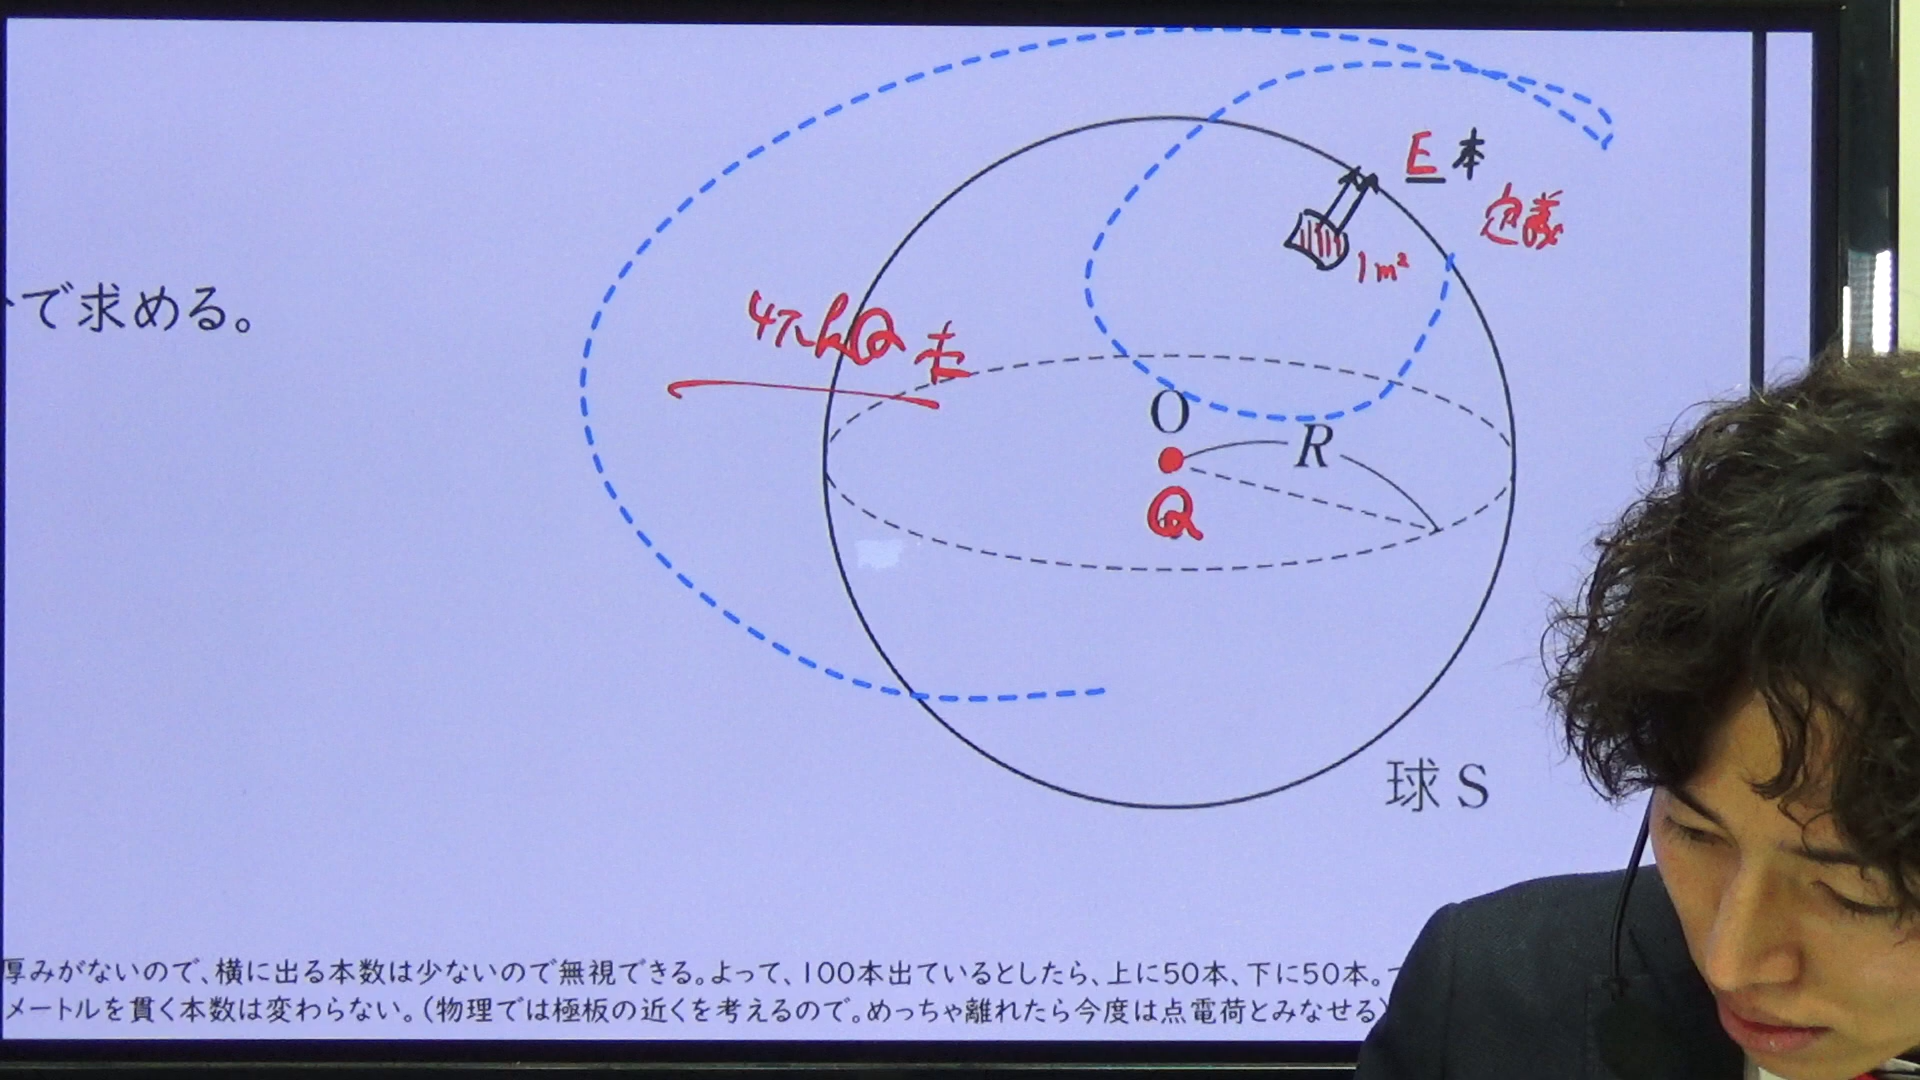 E本
定義
1m²
で求める。
4πkQ本
O
R
Q
球S
厚みがないので、横に出る本数は少ないので無視できる。よって、100本出ているとしたら、上に50本、下に50本。
メートルを貫く本数は変わらない。(物理では極板の近くを考えるので。めっちゃ離れたら今度は点電荷とみなせる)